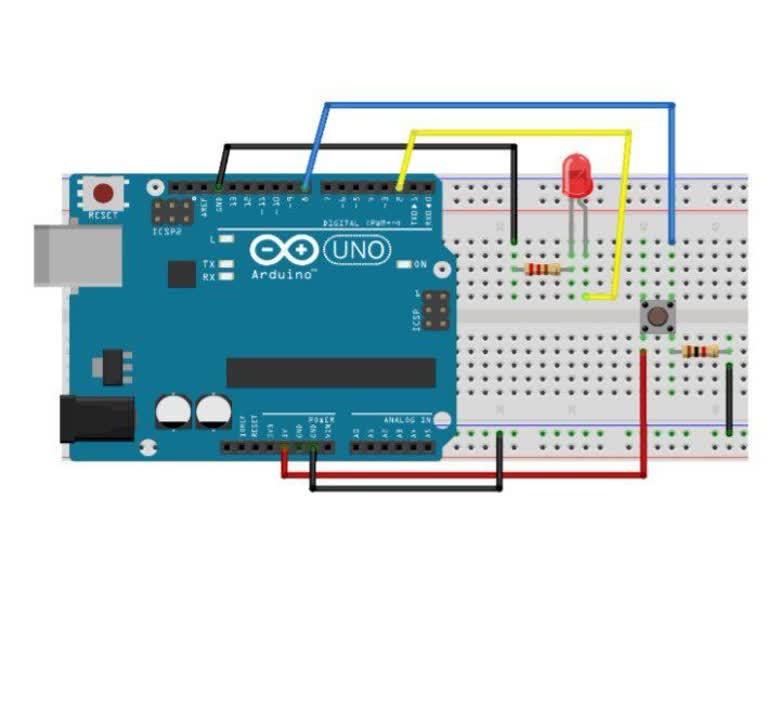 RESET
ICSP2
AREF
GND
13
12
~11
~10
~9
8
7
~6
~5
4
~3
2
TX▶1
RX◀0
DIGITAL (PWM=~)
L
TX
RX
UNO
Arduino™
ON
1
ICSP
IOREF
RESET
3V3
5V
GND
GND
VIN
POWER
ANALOG IN
A0
A1
A2
A3
A4
A5